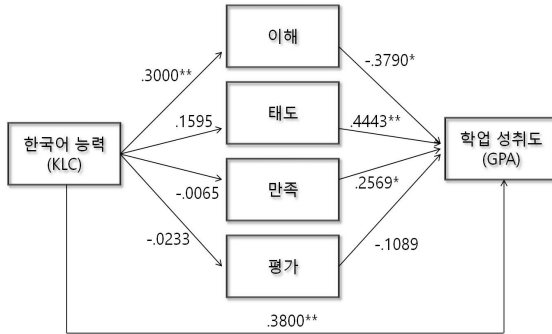 이해
.3000**
-.3790*
태도
.1595
.4443**
한국어 능력
(KLC)
학업 성취도
(GPA)
만족
-.0065
.2569*
-.0233
평가
-.1089
.3800**